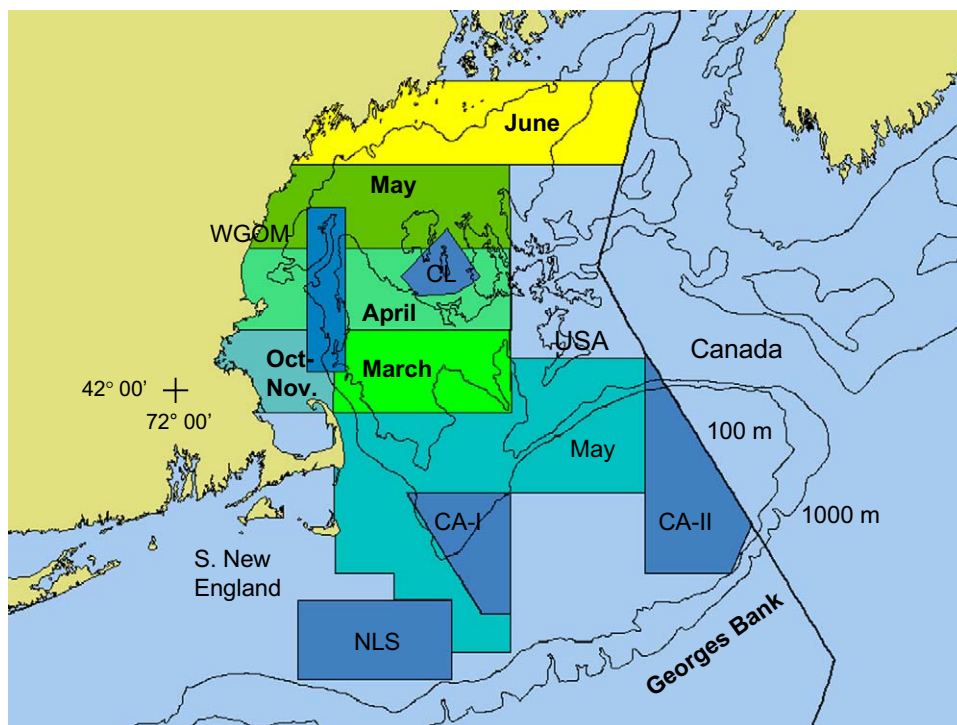 June
May
WGOM
CL
April
USA
Oct-
Nov.
March
Canada
42° 00’
72° 00’
100 m
May
CA-I
CA-II
1000 m
S. New
England
NLS
Georges Bank